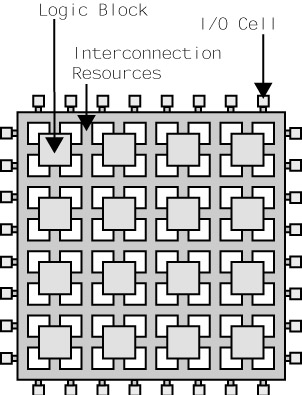 Logic Block
I/O Cell
Interconnection
Resources